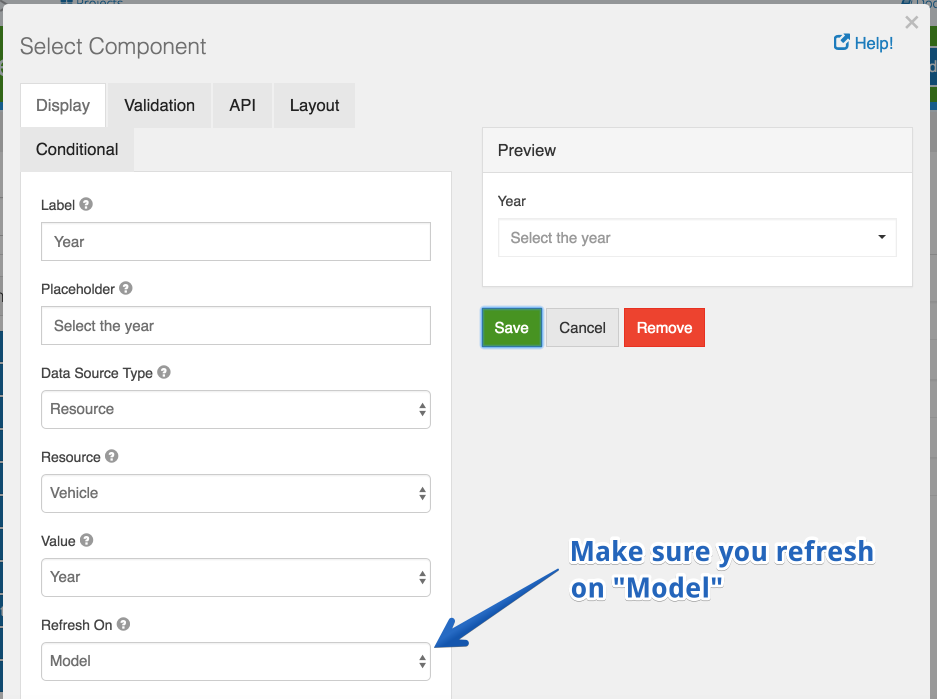 Projects
Select Component
×
Help!
Display
Validation
API
Layout
Conditional
Label
Year
Placeholder
Select the year
Data Source Type
Resource
Resource
Vehicle
Value
Year
Refresh On
Model
Preview
Year
Select the year
Save
Cancel
Remove
Make sure you refresh
on "Model"